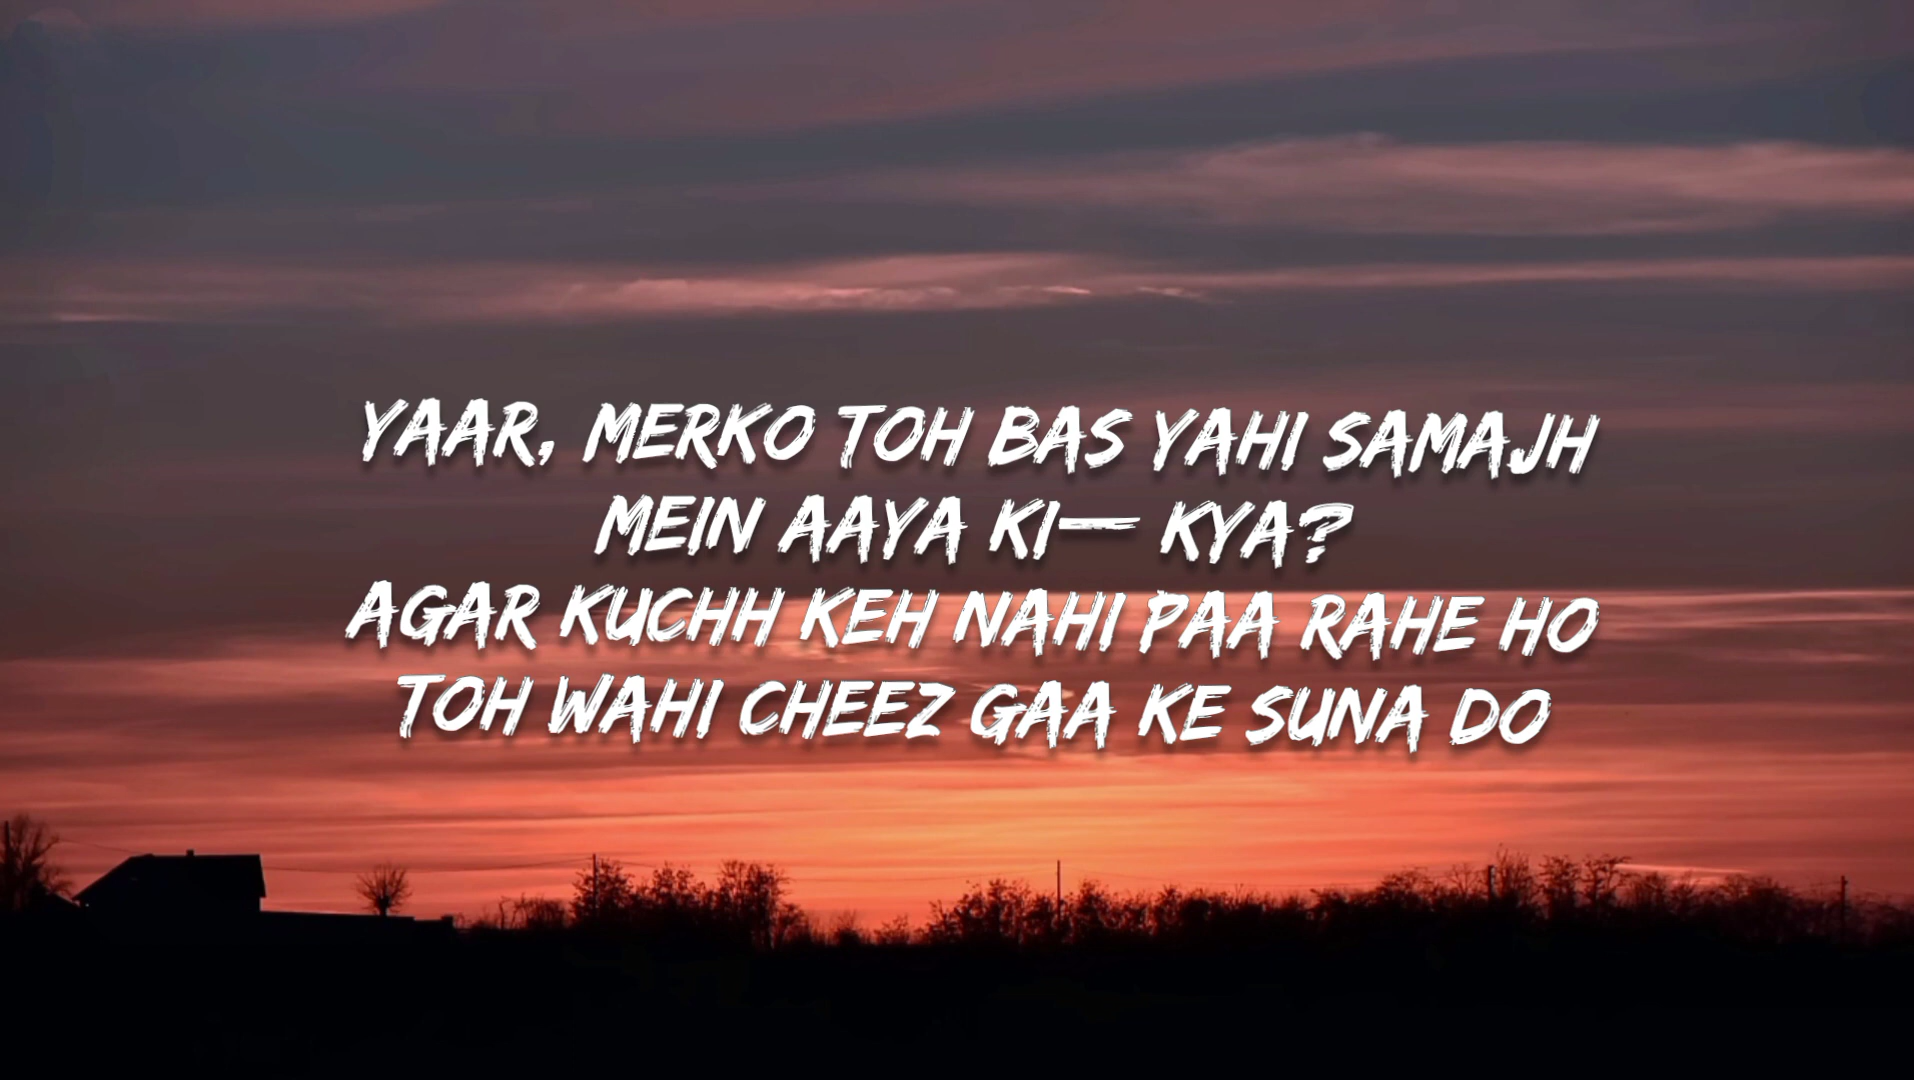 YAAR, MERKO TOH BAS YAHI SAMAJH
MEIN AAYA KI— KYA?
AGAR KUCHH KEH NAHI PAA RAHE HO
TOH WAHI CHEEZ GAA KE SUNA DO